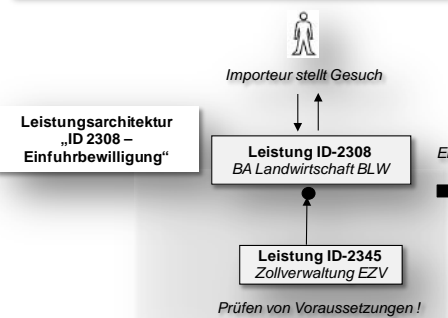 Importeur stellt Gesuch
Leistungsarchitektur
„ID 2308 –
Einfuhrbewilligung“
Leistung ID-2308
BA Landwirtschaft BLW
Leistung ID-2345
Zollverwaltung EZV
Prüfen von Voraussetzungen !